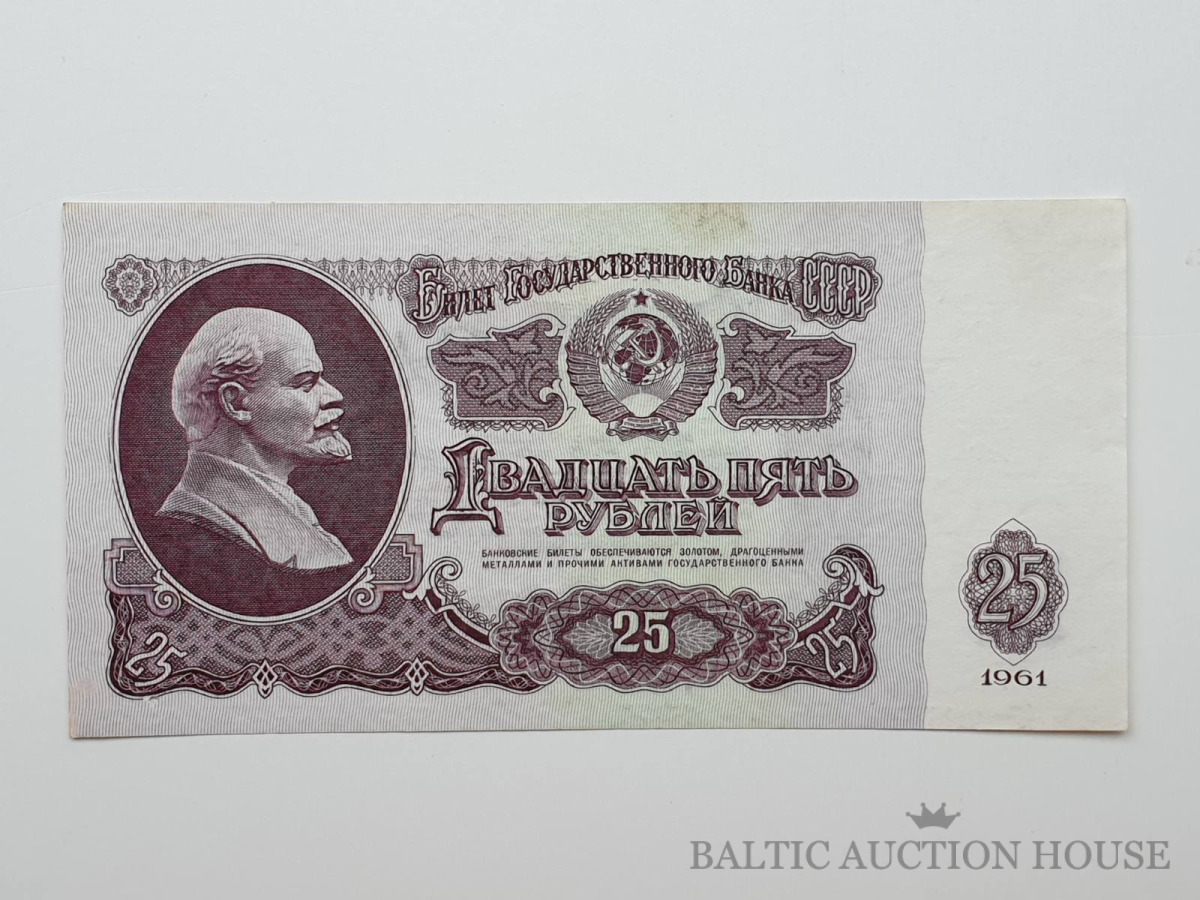 Билет Государственного Банка СССР
Двадцать пять
рублей
БАНКОВСКИЕ БИЛЕТЫ ОБЕСПЕЧИВАЮТСЯ ЗОЛОТОМ, ДРАГОЦЕННЫМИ
МЕТАЛЛАМИ И ПРОЧИМИ АКТИВАМИ ГОСУДАРСТВЕННОГО БАНКА
25
25
25
25
1961
BALTIC AUCTION HOUSE